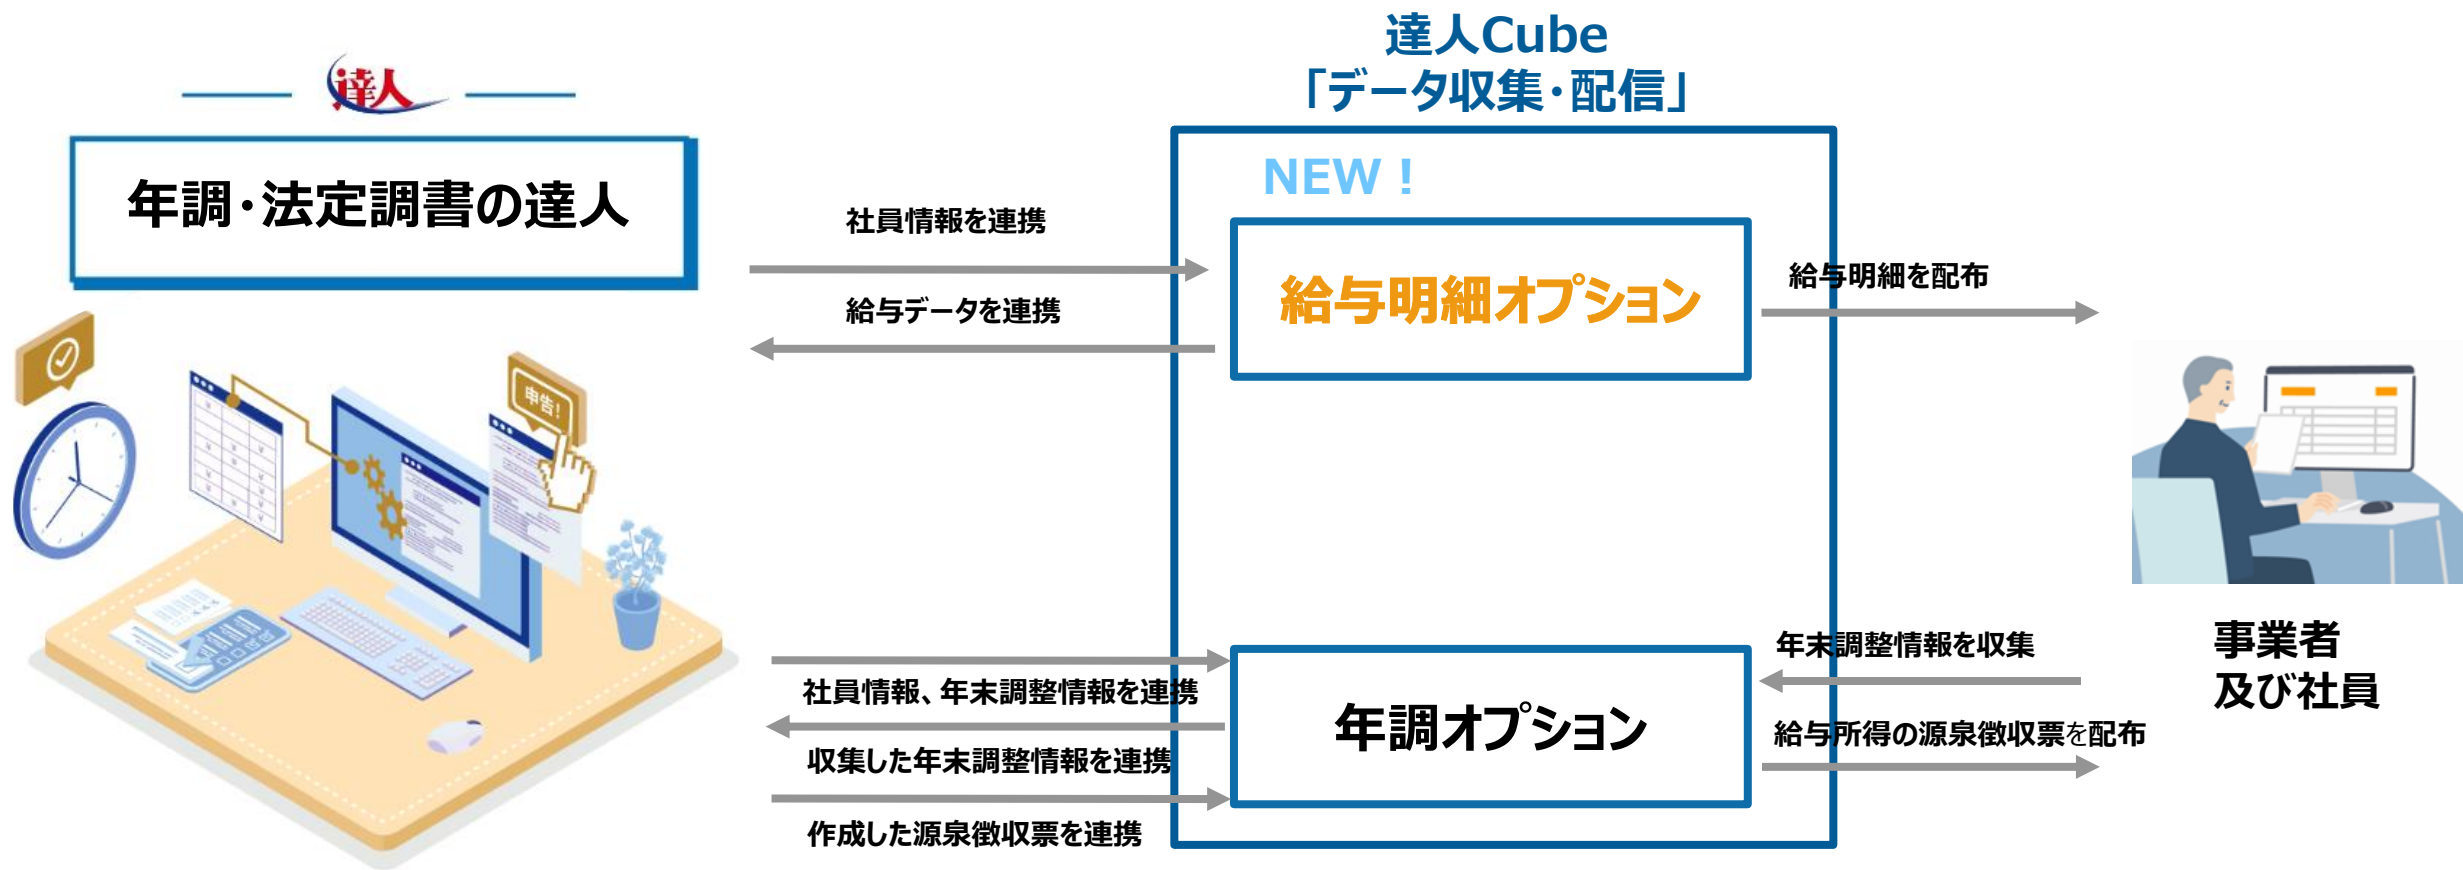 達人Cube
「データ収集・配信」
達人
年調・法定調書の達人
NEW！
社員情報を連携
給与データを連携
給与明細オプション
給与明細を配布
申告！
社員情報、年末調整情報を連携
収集した年末調整情報を連携
作成した源泉徴収票を連携
年調オプション
年末調整情報を収集
給与所得の源泉徴収票を配布
事業者
及び社員